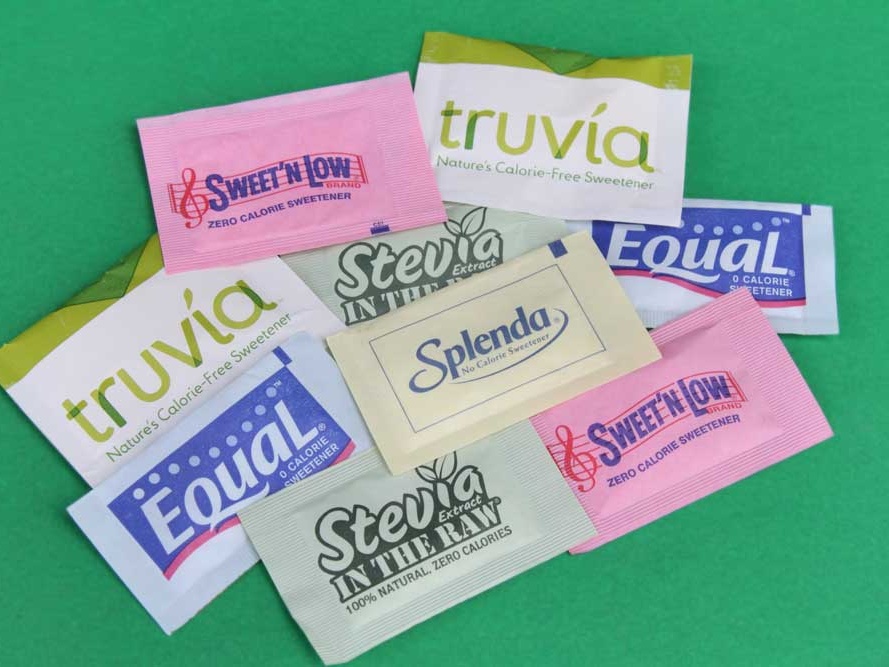 truvía
Nature's Calorie-Free Sweetener
SWEET'N LOW
BRAND
ZERO CALORIE SWEETENER
Stevia
Extract
IN THE
EQUAL
™
®
0 CALORIE
SWEETENER
truvía
Nature's Calorie-Free Sweetener
Splenda®
No Calorie Sweetener
SWEET'N LOW
BRAND
ZERO CALORIE SWEETENER
EQUAL
™
®
0 CALORIE
SWEETENER
Stevia
Extract
IN THE RAW®
100% NATURAL, ZERO CALORIES